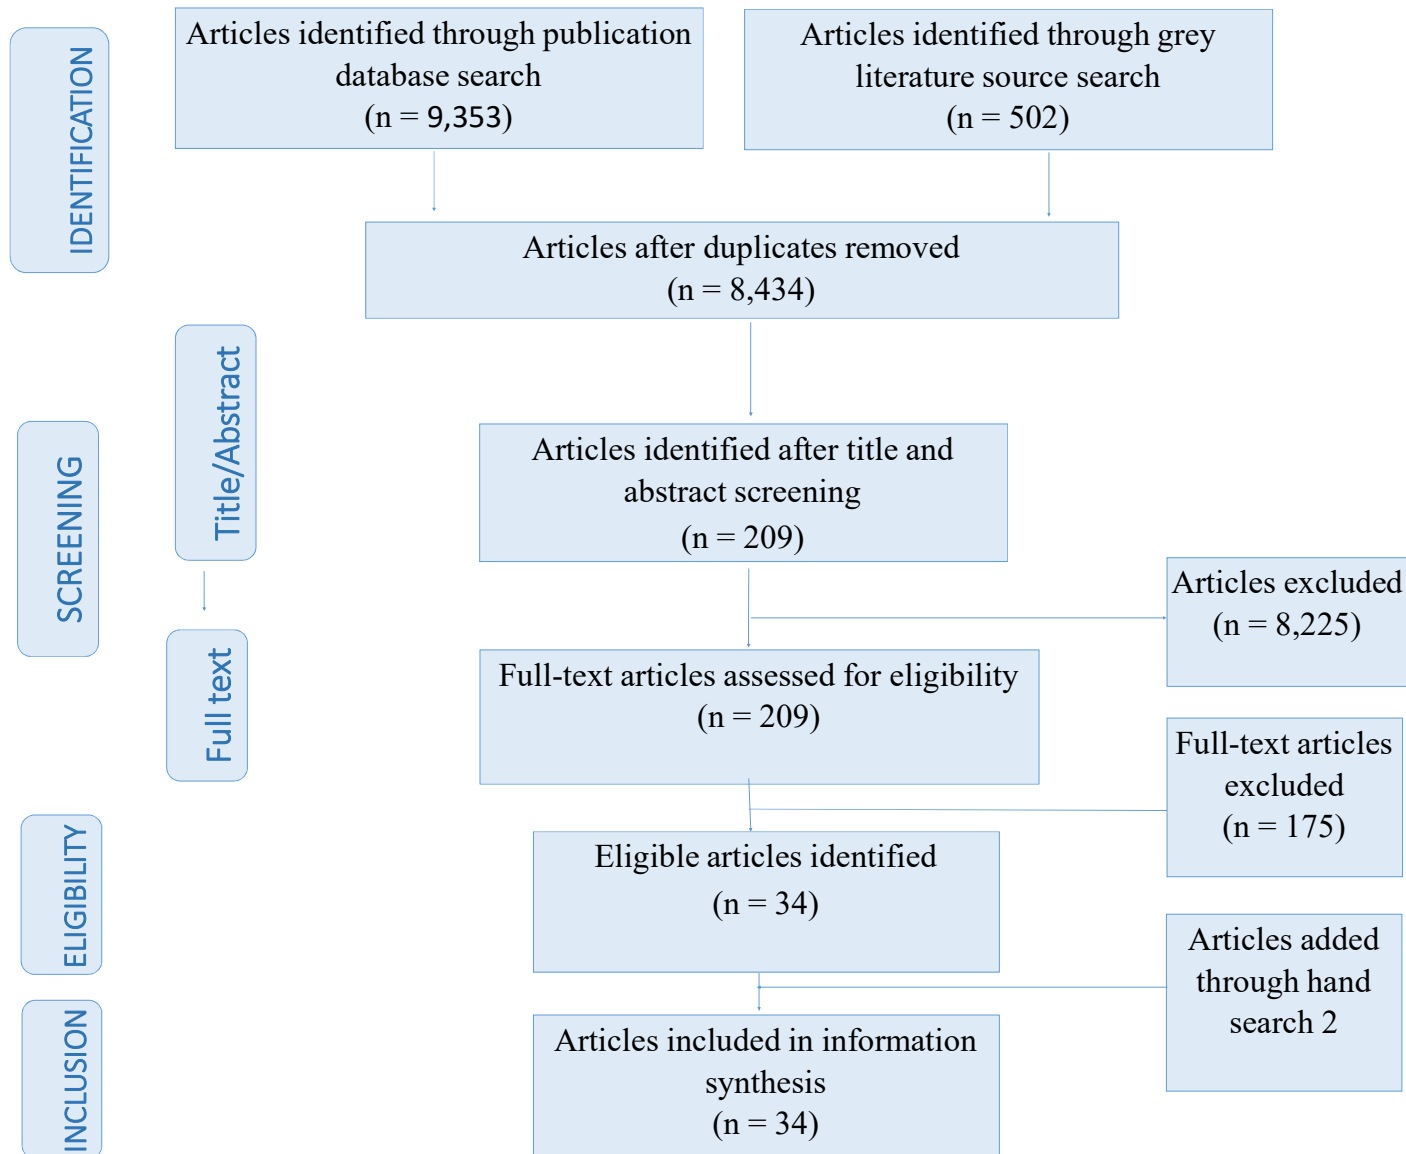 IDENTIFICATION
Articles identified through publication
database search
(n = 9,353)
Articles identified through grey
literature source search
(n = 502)
Articles after duplicates removed
(n = 8,434)
SCREENING
Title/Abstract
Articles identified after title and
abstract screening
(n = 209)
Articles excluded
(n = 8,225)
Full text
Full-text articles assessed for eligibility
(n = 209)
Full-text articles
excluded
(n = 175)
ELIGIBILITY
Eligible articles identified
(n = 34)
Articles added
through hand
search 2
INCLUSION
Articles included in information
synthesis
(n = 34)